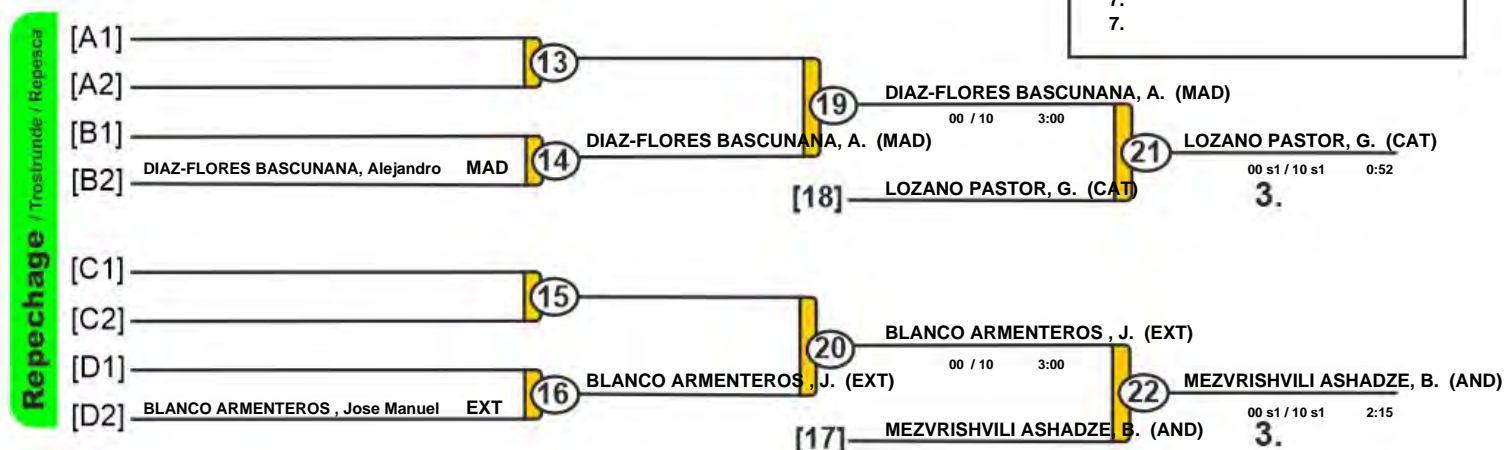 7.
7.
Repechage / Trostrunde / Repesca
[A1]
13
[A2]
19
DIAZ-FLORES BASCUNANA, A. (MAD)
00 / 10 3:00
[B1]
14
DIAZ-FLORES BASCUNANA, A. (MAD)
[B2] DIAZ-FLORES BASCUNANA, Alejandro MAD
21
LOZANO PASTOR, G. (CAT)
00 s1 / 10 s1 0:52
3.
[18] LOZANO PASTOR, G. (CAT)
[C1]
15
[C2]
20
BLANCO ARMENTEROS , J. (EXT)
00 / 10 3:00
[D1]
16
BLANCO ARMENTEROS , J. (EXT)
[D2] BLANCO ARMENTEROS , Jose Manuel EXT
22
MEZVRISHVILI ASHADZE, B. (AND)
00 s1 / 10 s1 2:15
3.
[17] MEZVRISHVILI ASHADZE, B. (AND)